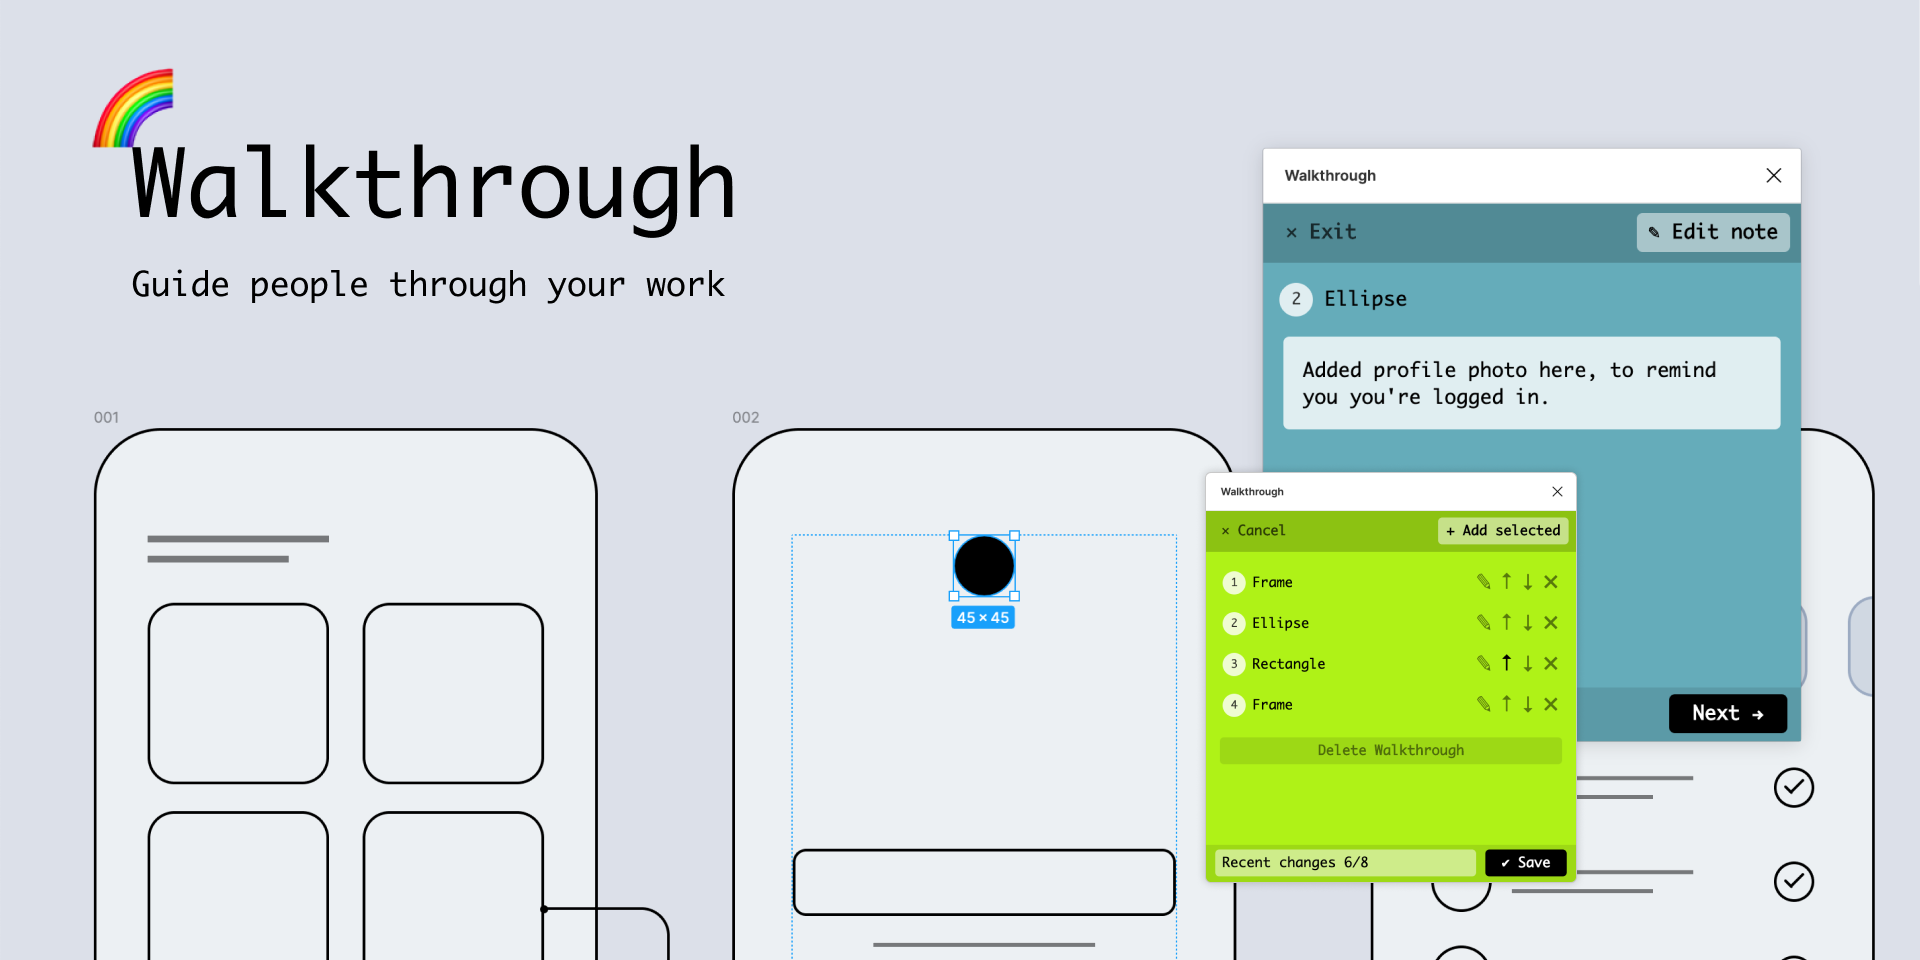 Walkthrough
Guide people through your work
001
002
Walkthrough
× Exit
✎ Edit note
2 Ellipse
Added profile photo here, to remind
you you're logged in.
Next →
45 × 45
Walkthrough
× Cancel
+ Add selected
1 Frame
2 Ellipse
3 Rectangle
4 Frame
Delete Walkthrough
Recent changes 6/8
✔ Save